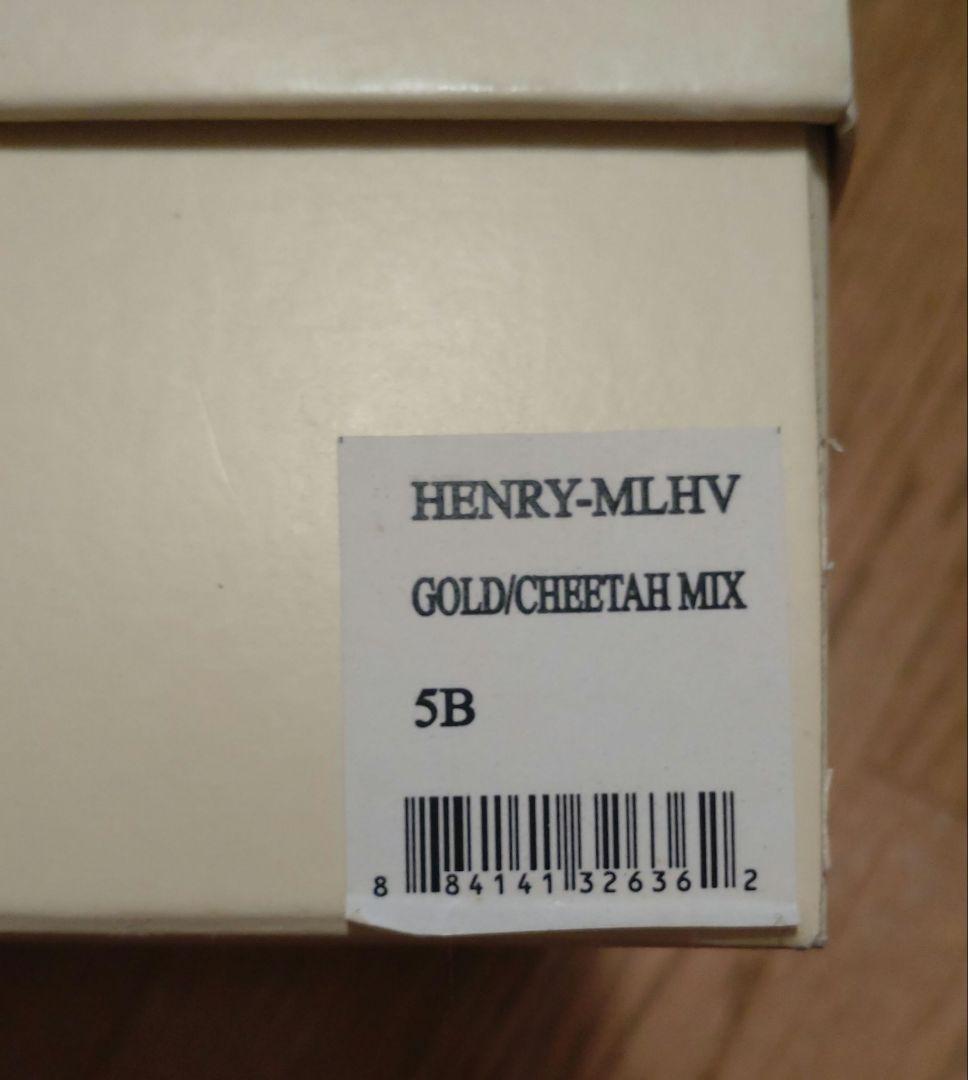 HENRY-MLHV
GOLD/CHEETAH MIX
5B
8 84141 32636 2